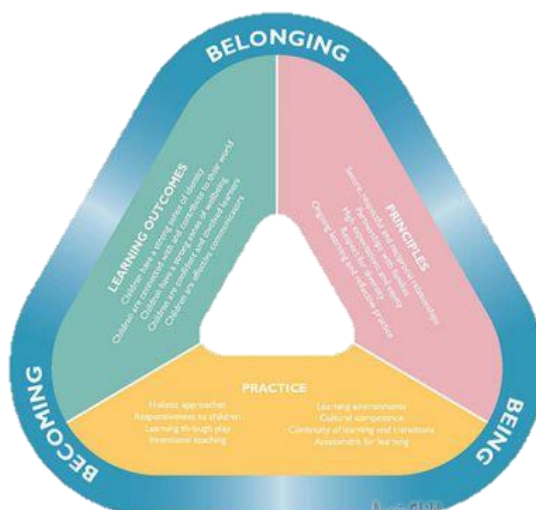 BELONGING
LEARNING OUTCOMES
Children have a strong sense of identity
Children are connected with and contribute to their world
Children have a strong sense of wellbeing
Children are confident and involved learners
Children are effective communicators
PRINCIPLES
Secure, respectful and reciprocal relationships
Partnerships with families
High expectations and equity
Respect for diversity
Ongoing learning and reflective practice
PRACTICE
Holistic approaches
Responsiveness to children
Learning through play
Intentional teaching
Learning environments
Cultural competence
Continuity of learning and transitions
Assessment for learning
BECOMING
BEING